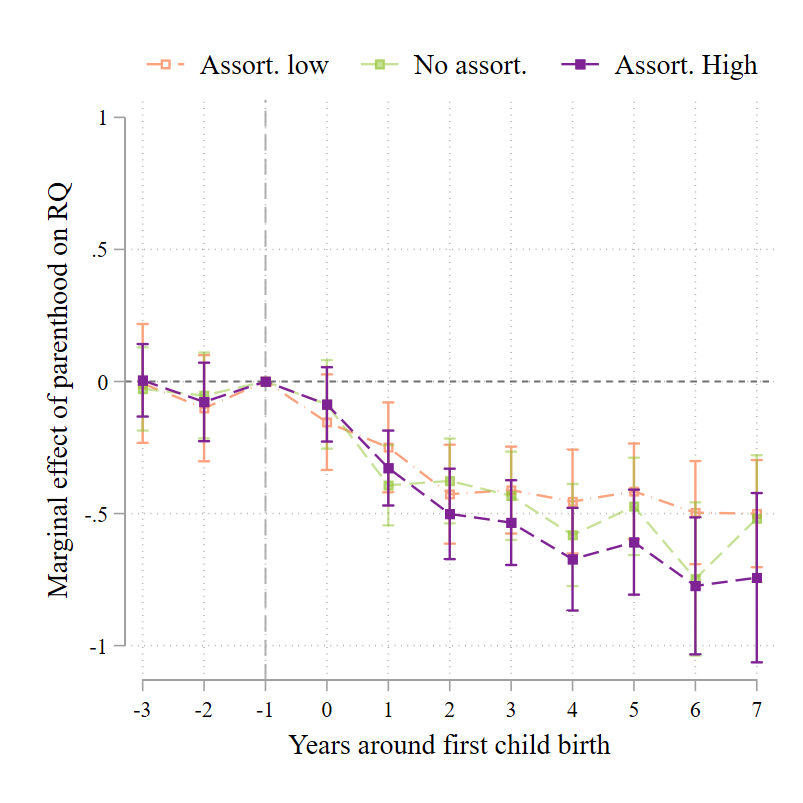 Assort. low No assort. Assort. High
Marginal effect of parenthood on RQ
1
.5
0
-.5
-1
-3 -2 -1 0 1 2 3 4 5 6 7
Years around first child birth